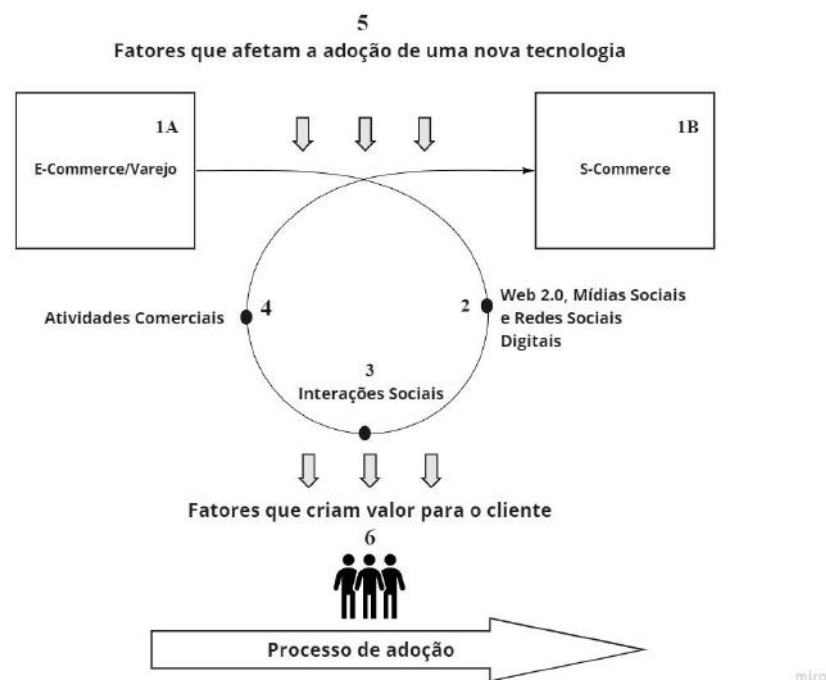 5
Fatores que afetam a adoção de uma nova tecnologia
1A
E-Commerce/Varejo
1B
S-Commerce
Atividades Comerciais
4
2
Web 2.0, Mídias Sociais
e Redes Sociais
Digitais
3
Interações Sociais
Fatores que criam valor para o cliente
6
Processo de adoção
miro